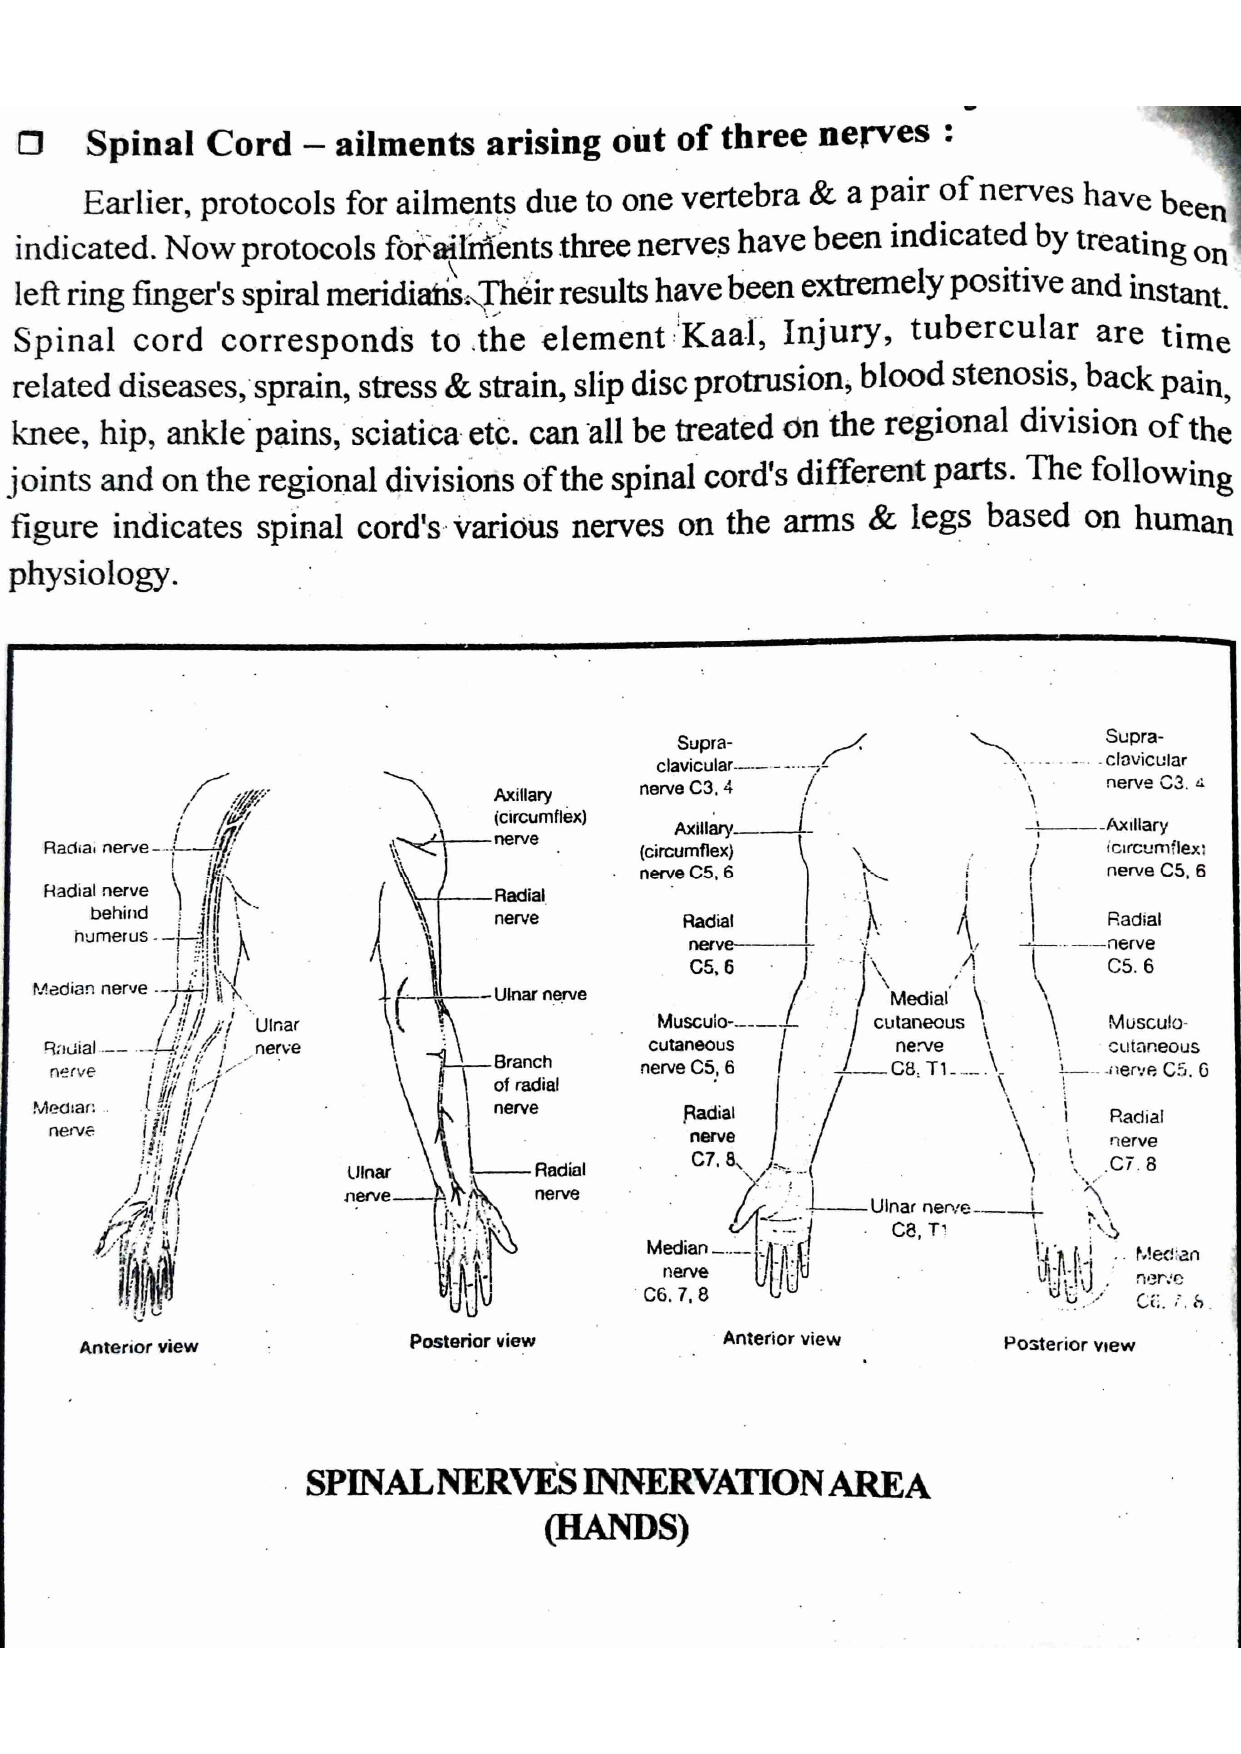 Spinal Cord – ailments arising out of three nerves :
Earlier, protocols for ailments due to one vertebra & a pair of nerves have been
indicated. Now protocols for ailments three nerves have been indicated by treating on
left ring finger's spiral meridians. Their results have been extremely positive and instant.
Spinal cord corresponds to the element Kaal, Injury, tubercular are time
related diseases, sprain, stress & strain, slip disc protrusion, blood stenosis, back pain,
knee, hip, ankle pains, sciatica etc. can all be treated on the regional division of the
joints and on the regional divisions of the spinal cord's different parts. The following
figure indicates spinal cord's various nerves on the arms & legs based on human
physiology.
Radial nerve
Radial nerve
behind
humerus
Median nerve
Radial
nerve
Median
nerve
Ulnar
nerve
Anterior view
Axillary
(circumflex)
nerve
Radial
nerve
Ulnar nerve
Branch
of radial
nerve
Ulnar
nerve
Radial
nerve
Posterior view
Supra-
clavicular
nerve C3, 4
Axillary
(circumflex)
nerve C5, 6
Radial
nerve
C5, 6
Musculo-
cutaneous
nerve C5, 6
Radial
nerve
C7, 8
Median
nerve
C6, 7, 8
Anterior view
Medial
cutaneous
nerve
C8, T1
Ulnar nerve
C8, T1
Supra-
clavicular
nerve C3, 4
Axillary
(circumflex)
nerve C5, 6
Radial
nerve
C5, 6
Musculo-
cutaneous
nerve C5, 6
Radial
nerve
C7, 8
Median
nerve
C6, 7, 8
Posterior view
SPINAL NERVES INNERVATION AREA
(HANDS)